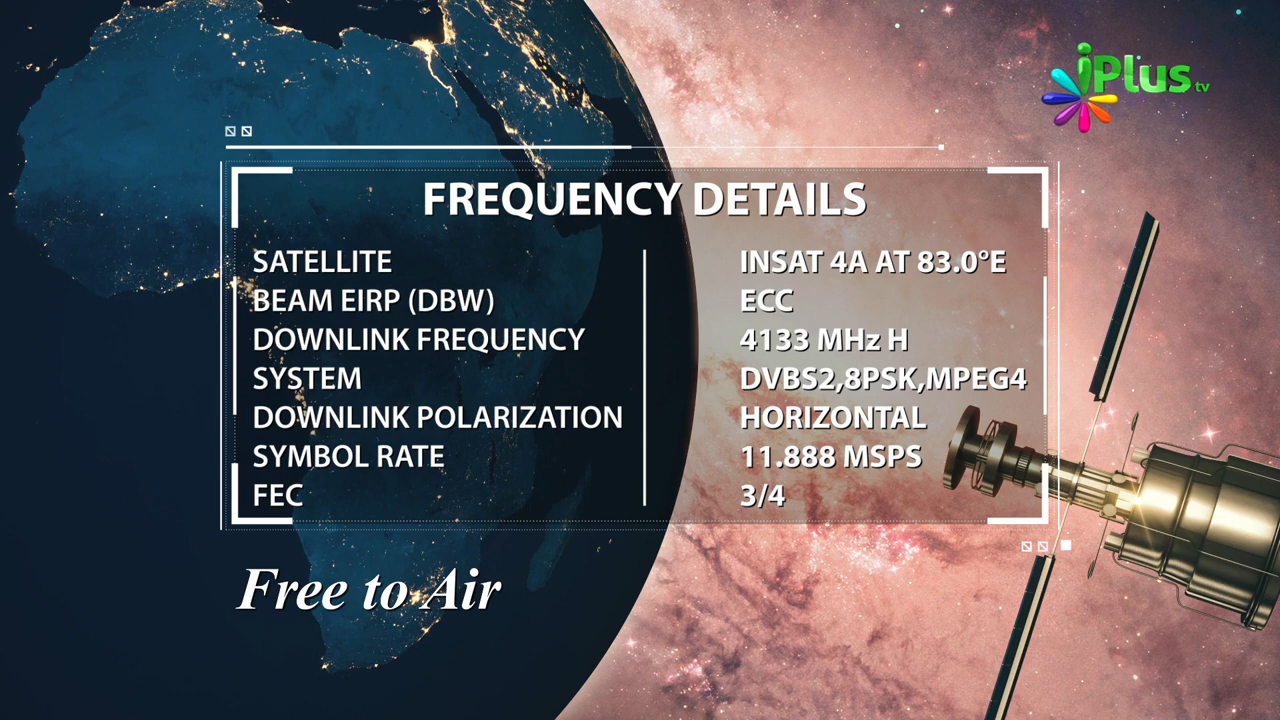 iPlus tv
FREQUENCY DETAILS
SATELLITE INSAT 4A AT 83.0°E
BEAM EIRP (DBW) ECC
DOWNLINK FREQUENCY 4133 MHz H
SYSTEM DVBS2,8PSK,MPEG4
DOWNLINK POLARIZATION HORIZONTAL
SYMBOL RATE 11.888 MSPS
FEC 3/4
Free to Air